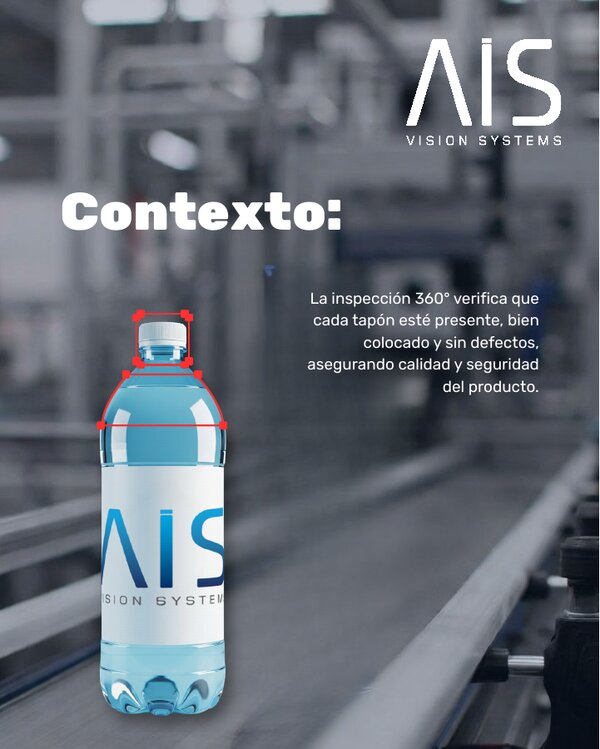 AIS
VISION SYSTEMS
Contexto:
La inspección 360° verifica que
cada tapón esté presente, bien
colocado y sin defectos,
asegurando calidad y seguridad
del producto.
AIS
ISION SYSTEM